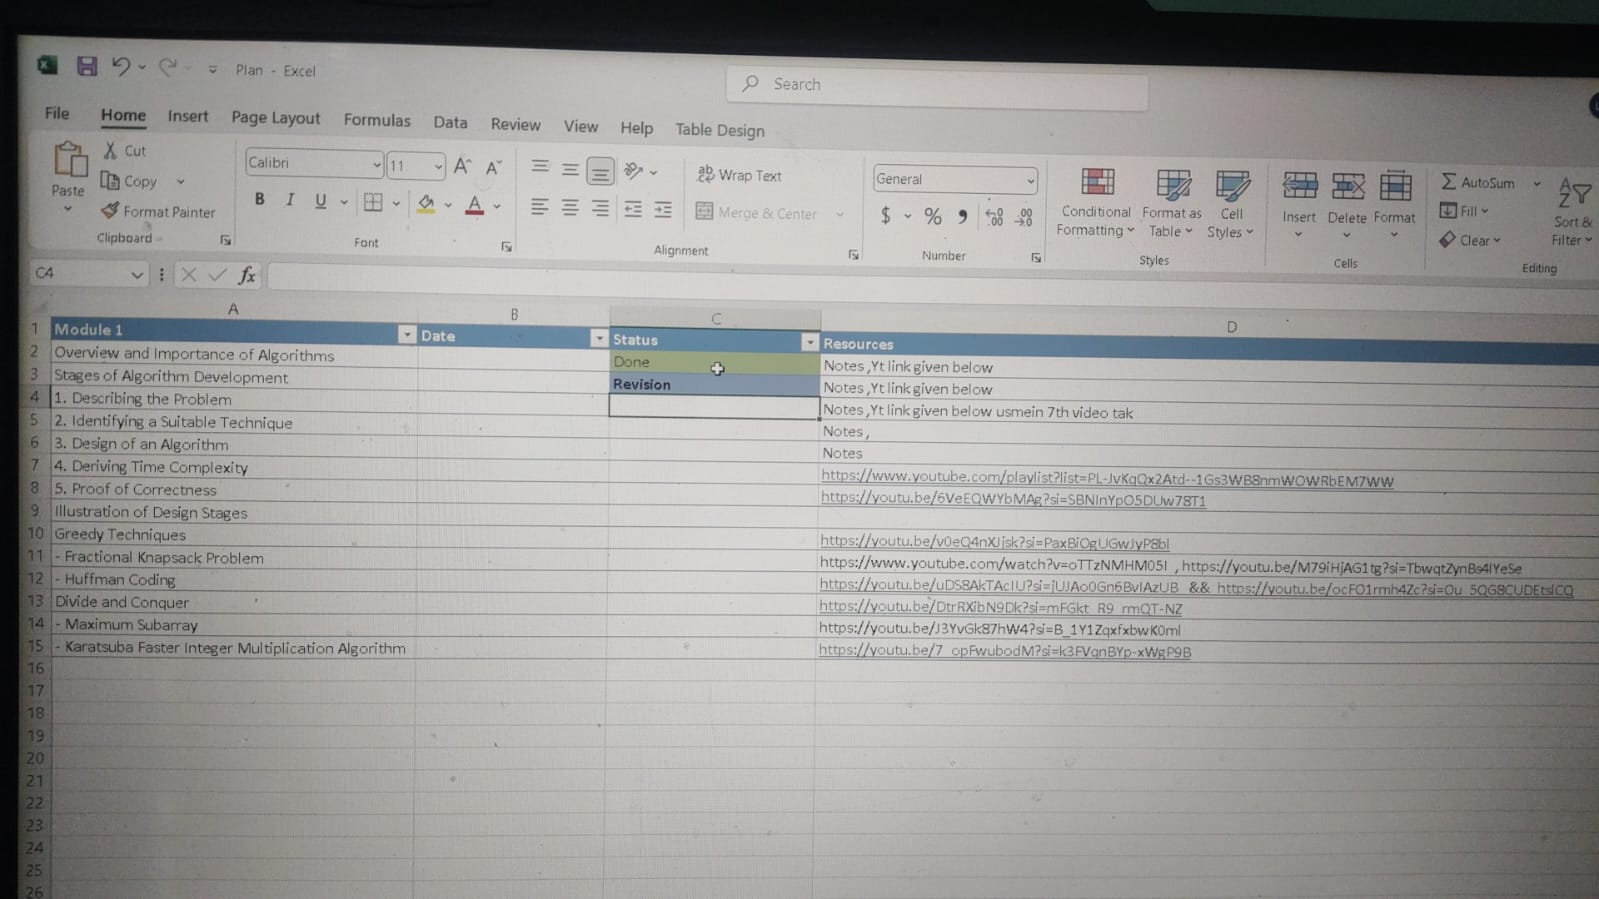 Plan - Excel
Search
File Home Insert Page Layout Formulas Data Review View Help Table Design
Paste
Cut
Copy
Format Painter
Clipboard
Calibri 11
B I U
Font
ab Wrap Text
Merge & Center
Alignment
General
$ % ,
Number
Conditional Formatting
Format as Table
Cell Styles
Styles
Insert Delete Format
Cells
AutoSum
Fill
Clear
Sort & Filter
Editing
C4 fx
A B C D
1 Module 1 Date Status Resources
2 Overview and Importance of Algorithms Done Notes ,Yt link given below
3 Stages of Algorithm Development Revision Notes ,Yt link given below
4 1. Describing the Problem Notes ,Yt link given below usmein 7th video tak
5 2. Identifying a Suitable Technique Notes ,
6 3. Design of an Algorithm Notes
7 4. Deriving Time Complexity https://www.youtube.com/playlist?list=PL-JvKqQx2Atd--1Gs3WB8nmWOWRbEM7WW
8 5. Proof of Correctness https://youtu.be/6VeEQWYbMAg?si=SBNInYpO5DUw78T1
9 Illustration of Design Stages
10 Greedy Techniques https://youtu.be/v0eQ4nXJjsk?si=PaxBiOgUGwJyP8bl
11 - Fractional Knapsack Problem https://www.youtube.com/watch?v=oTTzNMHM05I , https://youtu.be/M79iHjAG1tg?si=TbwqtZynBs4lYeSe
12 - Huffman Coding https://youtu.be/uDS8AkTAcIU?si=jUJAo0Gn6BvIAzUB && https://youtu.be/ocFO1rmh4Zc?si=Ou_5QG8CUDEtslCQ
13 Divide and Conquer https://youtu.be/DtrRXibN9Dk?si=mFGkt_R9_rmQT-NZ
14 - Maximum Subarray https://youtu.be/J3YvGk87hW4?si=B_1Y1ZqxfxbwK0ml
15 - Karatsuba Faster Integer Multiplication Algorithm https://youtu.be/7_opFwubodM?si=k3FVqnBYp-xWgP9B
16
17
18
19
20
21
22
23
24
25
26